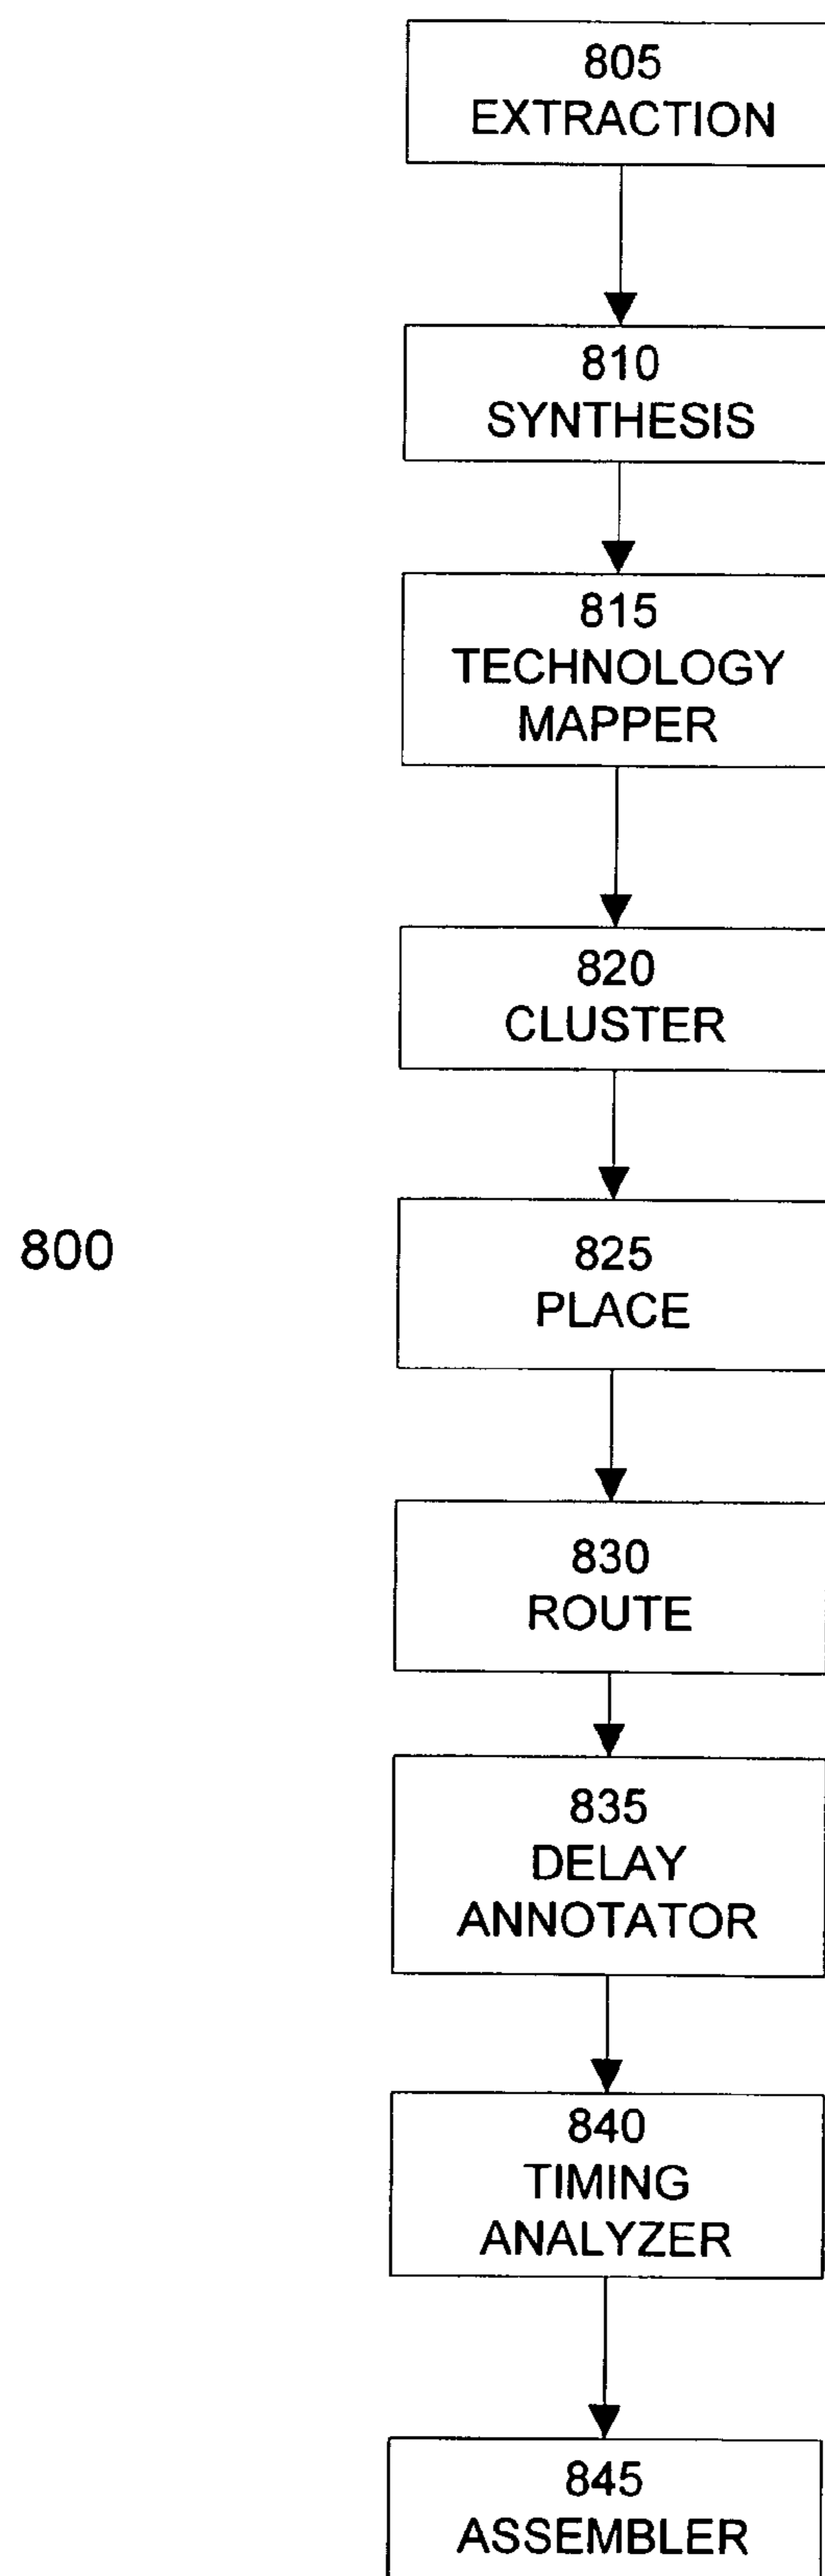 805
EXTRACTION
810
SYNTHESIS
815
TECHNOLOGY
MAPPER
820
CLUSTER
800
825
PLACE
830
ROUTE
835
DELAY
ANNOTATOR
840
TIMING
ANALYZER
845
ASSEMBLER